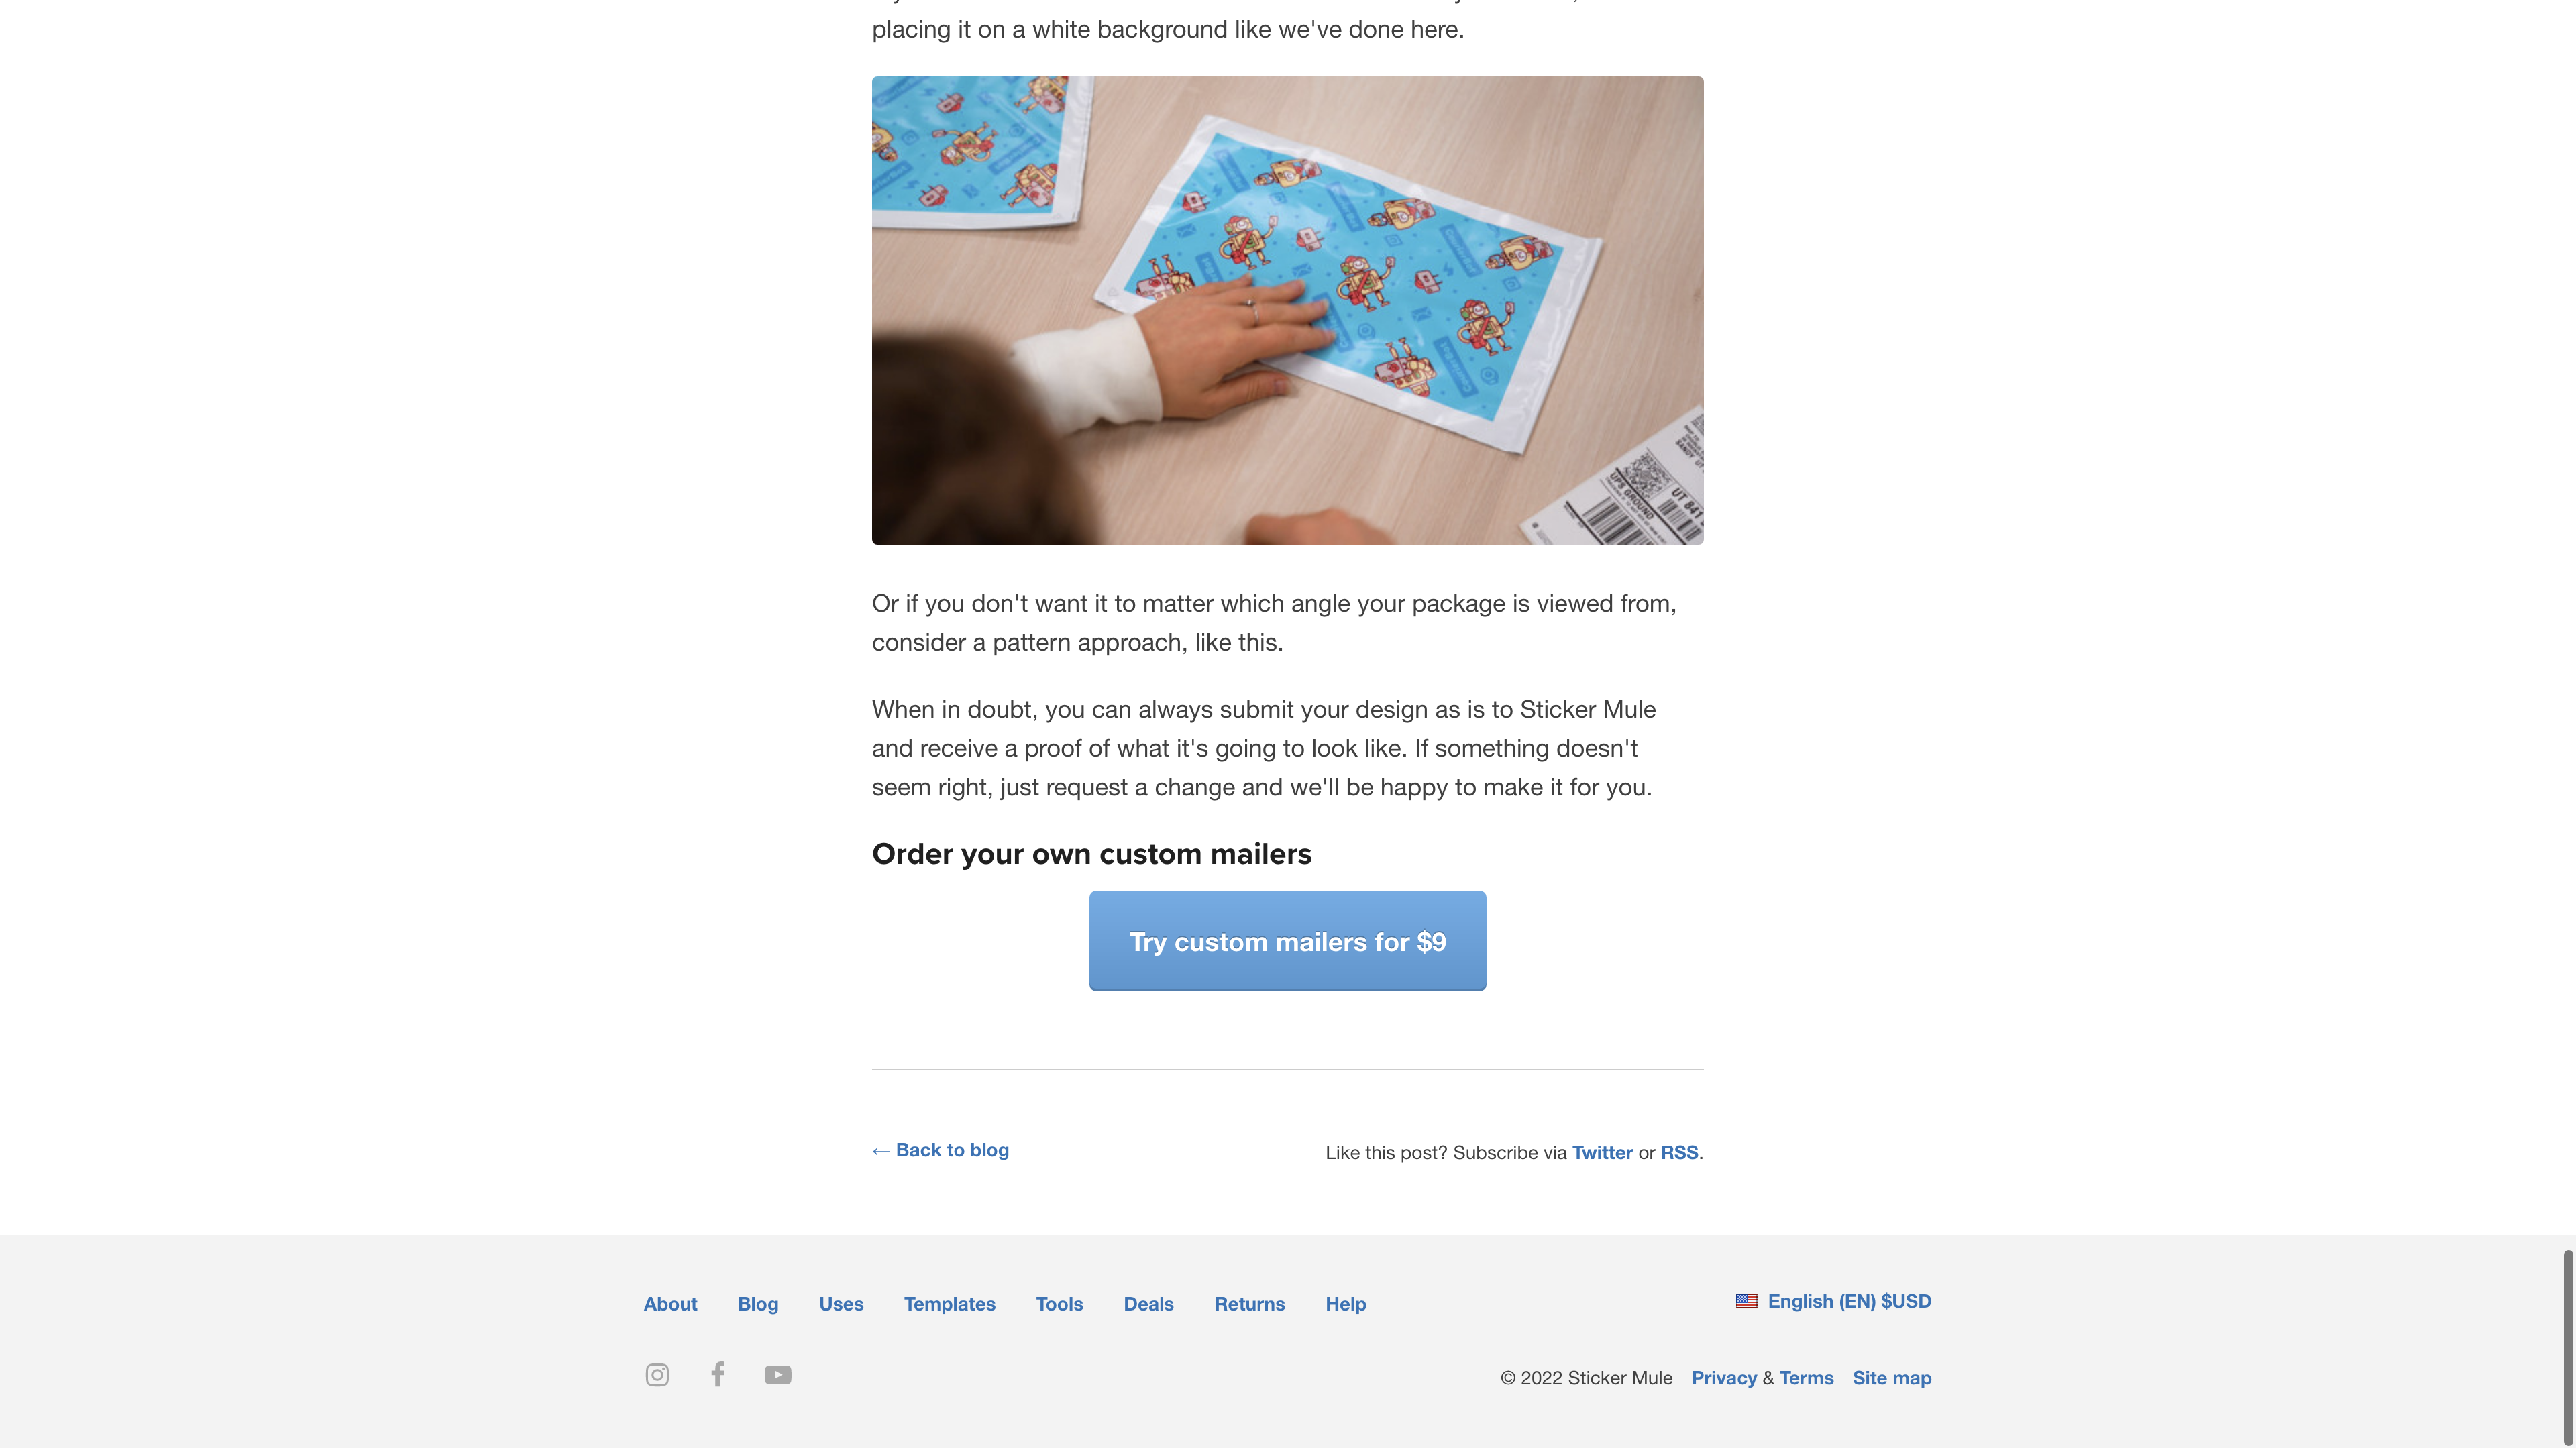 placing it on a white background like we've done here.
UPS GROUND
UT 841
Or if you don't want it to matter which angle your package is viewed from,
consider a pattern approach, like this.
When in doubt, you can always submit your design as is to Sticker Mule
and receive a proof of what it's going to look like. If something doesn't
seem right, just request a change and we'll be happy to make it for you.
Order your own custom mailers
Try custom mailers for $9
← Back to blog
Like this post? Subscribe via Twitter or RSS.
About Blog Uses Templates Tools Deals Returns Help
English (EN) $USD
© 2022 Sticker Mule Privacy & Terms Site map